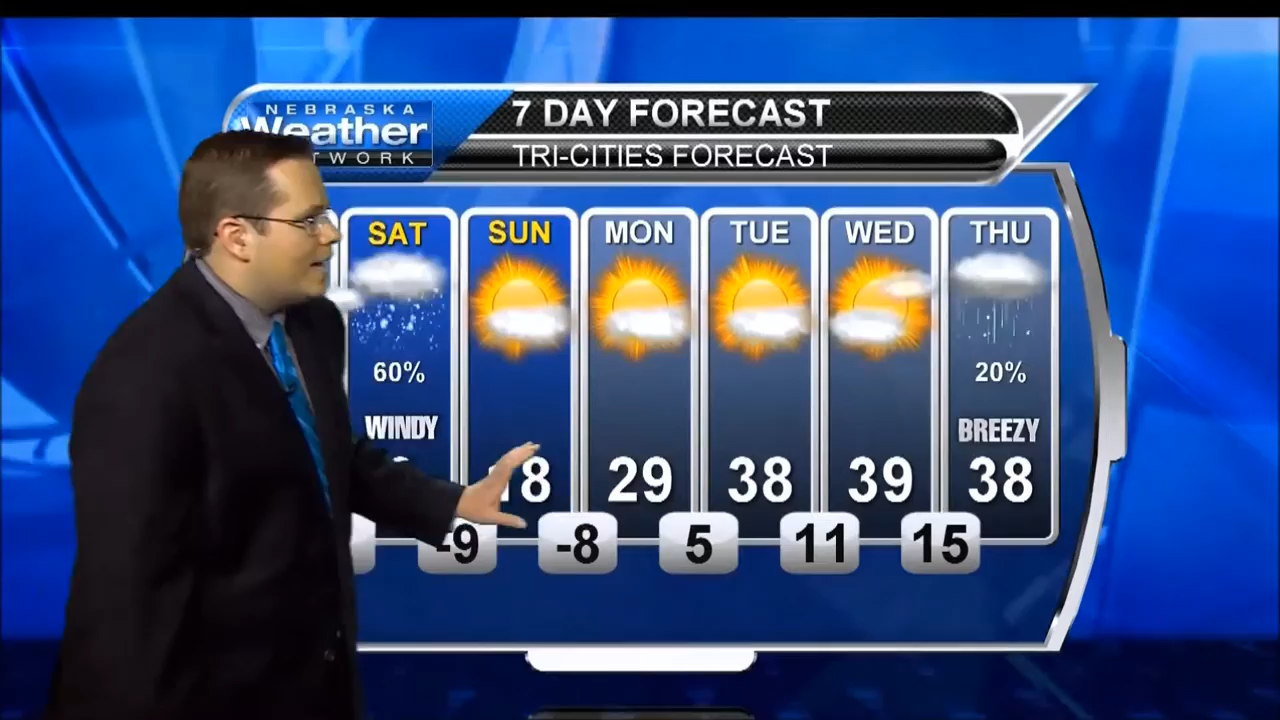 NEBRASKA
Weather
TWORK
7 DAY FORECAST
TRI-CITIES FORECAST
SAT SUN MON TUE WED THU
60% 20%
WINDY BREEZY
18 29 38 39 38
-9 -8 5 11 15